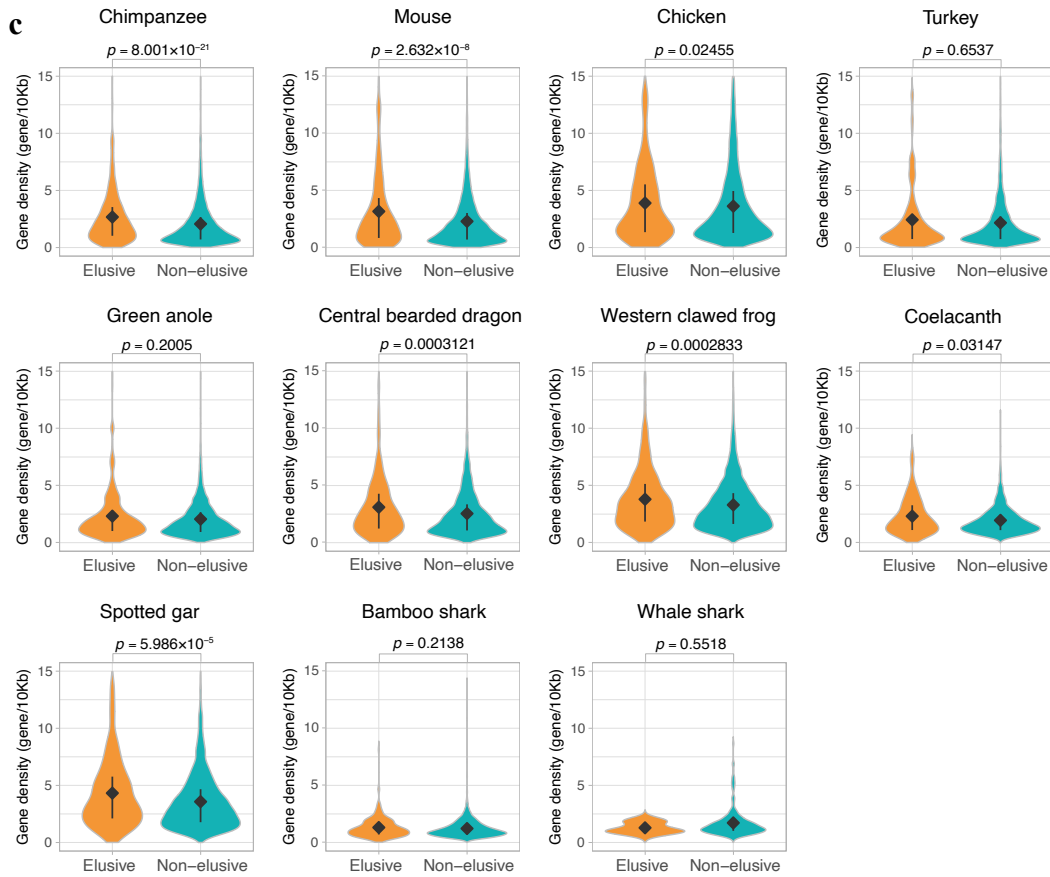 c
Chimpanzee
p = 8.001×10⁻²¹
Gene density (gene/10Kb)
15
10
5
0
Elusive Non−elusive
Mouse
p = 2.632×10⁻⁸
Gene density (gene/10Kb)
15
10
5
0
Elusive Non−elusive
Chicken
p = 0.02455
Gene density (gene/10Kb)
15
10
5
0
Elusive Non−elusive
Turkey
p = 0.6537
Gene density (gene/10Kb)
15
10
5
0
Elusive Non−elusive
Green anole
p = 0.2005
Gene density (gene/10Kb)
15
10
5
0
Elusive Non−elusive
Central bearded dragon
p = 0.0003121
Gene density (gene/10Kb)
15
10
5
0
Elusive Non−elusive
Western clawed frog
p = 0.0002833
Gene density (gene/10Kb)
15
10
5
0
Elusive Non−elusive
Coelacanth
p = 0.03147
Gene density (gene/10Kb)
15
10
5
0
Elusive Non−elusive
Spotted gar
p = 5.986×10⁻⁵
Gene density (gene/10Kb)
15
10
5
0
Elusive Non−elusive
Bamboo shark
p = 0.2138
Gene density (gene/10Kb)
15
10
5
0
Elusive Non−elusive
Whale shark
p = 0.5518
Gene density (gene/10Kb)
15
10
5
0
Elusive Non−elusive